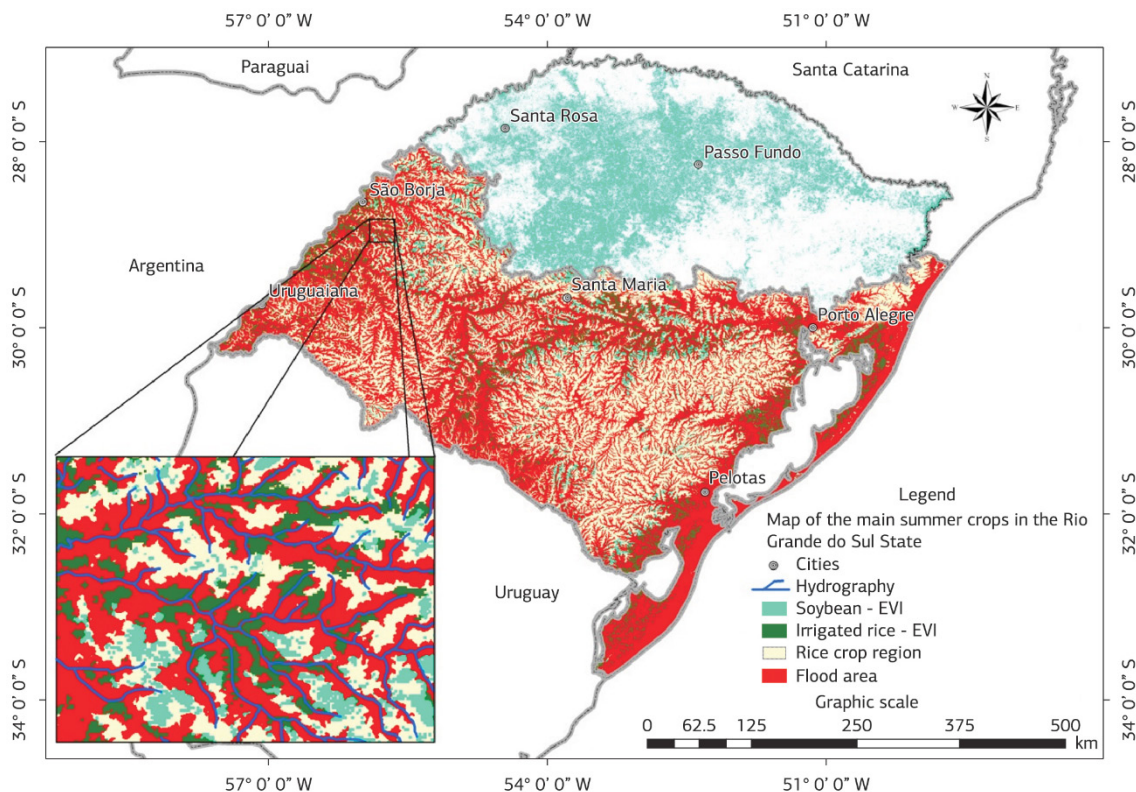 57° 0' 0" W
54° 0' 0" W
51° 0' 0" W
Paraguai
Santa Catarina
N
W
E
S
Santa Rosa
28° 0' 0" S
28° 0' 0" S
Passo Fundo
São Borja
Argentina
Uruguaiana
Santa Maria
Porto Alegre
30° 0' 0" S
30° 0' 0" S
Pelotas
Legend
32° 0' 0" S
32° 0' 0" S
Map of the main summer crops in the Rio
Grande do Sul State
Cities
Hydrography
Uruguay
Soybean - EVI
Irrigated rice - EVI
Rice crop region
Flood area
34° 0' 0" S
34° 0' 0" S
Graphic scale
0 62.5 125 250 375 500
km
57° 0' 0" W
54° 0' 0" W
51° 0' 0" W